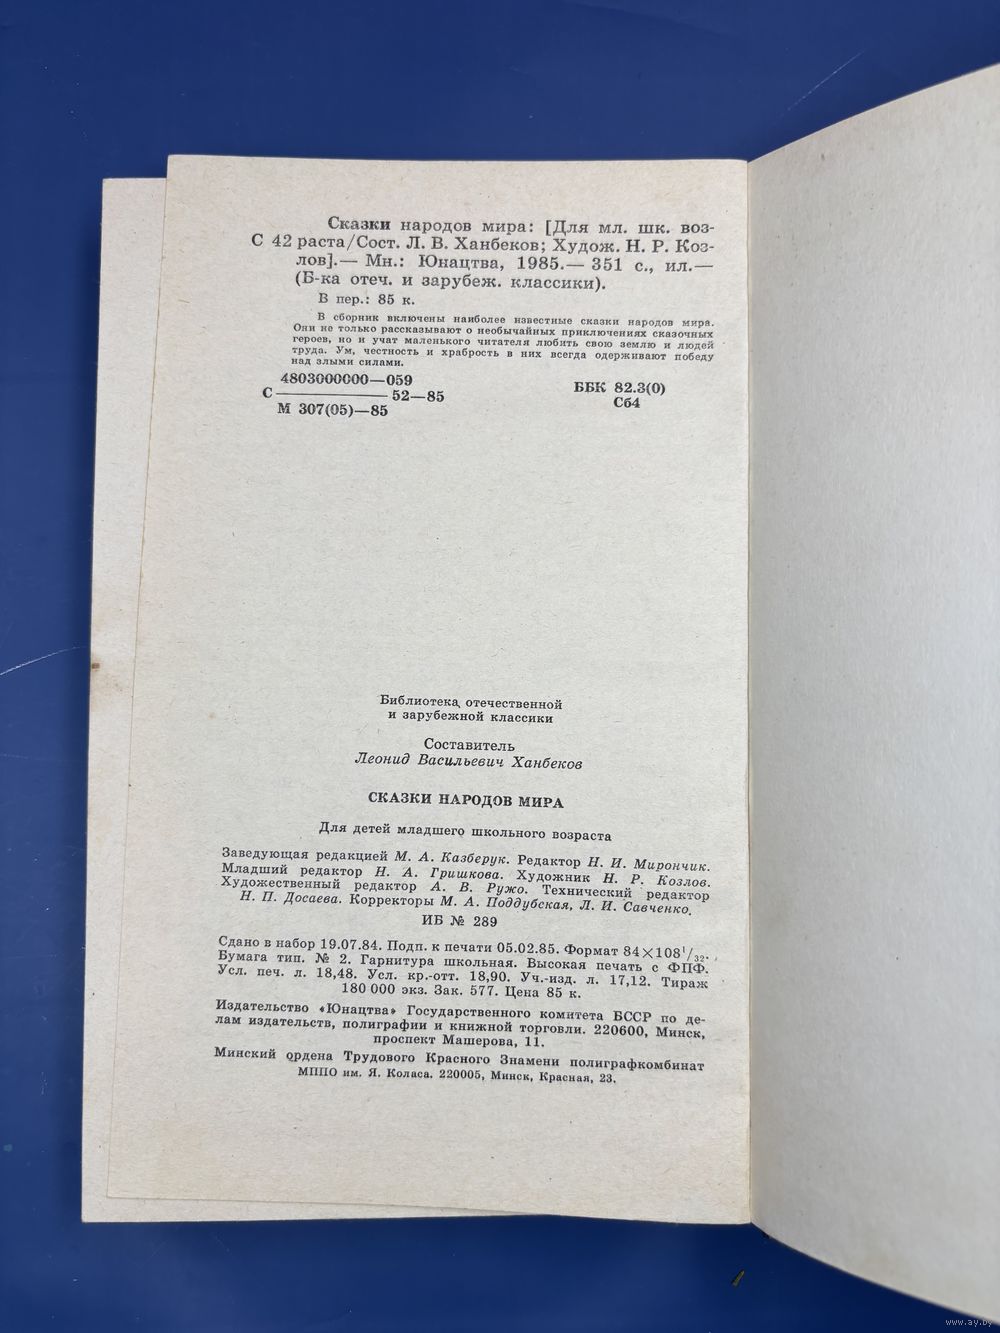 Сказки народов мира: [Для мл. шк. воз-
С 42 раста/Сост. Л. В. Ханбеков; Худож. Н. Р. Коз-
лов].— Мн.: Юнацтва, 1985.— 351 с., ил.—
(Б-ка отеч. и зарубеж. классики).
В пер.: 85 к.
В сборник включены наиболее известные сказки народов мира.
Они не только рассказывают о необычайных приключениях сказочных
героев, но и учат маленького читателя любить свою землю и людей
труда. Ум, честность и храбрость в них всегда одерживают победу
над злыми силами.
4803000000—059
С 52—85
М 307(05)—85
ББК 82.3(0)
Сб4
Библиотека отечественной
и зарубежной классики
Составитель
Леонид Васильевич Ханбеков
СКАЗКИ НАРОДОВ МИРА
Для детей младшего школьного возраста
Заведующая редакцией М. А. Казберук. Редактор Н. И. Мирончик.
Младший редактор Н. А. Гришкова. Художник Н. Р. Козлов.
Художественный редактор А. В. Ружо. Технический редактор
Н. П. Досаева. Корректоры М. А. Поддубская, Л. И. Савченко.
ИБ № 289
Сдано в набор 19.07.84. Подп. к печати 05.02.85. Формат 84×108¹/₃₂.
Бумага тип. № 2. Гарнитура школьная. Высокая печать с ФПФ.
Усл. печ. л. 18,48. Усл. кр.-отт. 18,90. Уч.-изд. л. 17,12. Тираж
180 000 экз. Зак. 577. Цена 85 к.
Издательство «Юнацтва» Государственного комитета БССР по де-
лам издательств, полиграфии и книжной торговли. 220600, Минск,
проспект Машерова, 11.
Минский ордена Трудового Красного Знамени полиграфкомбинат
МППО им. Я. Коласа. 220005, Минск, Красная, 23.
www.ay.by